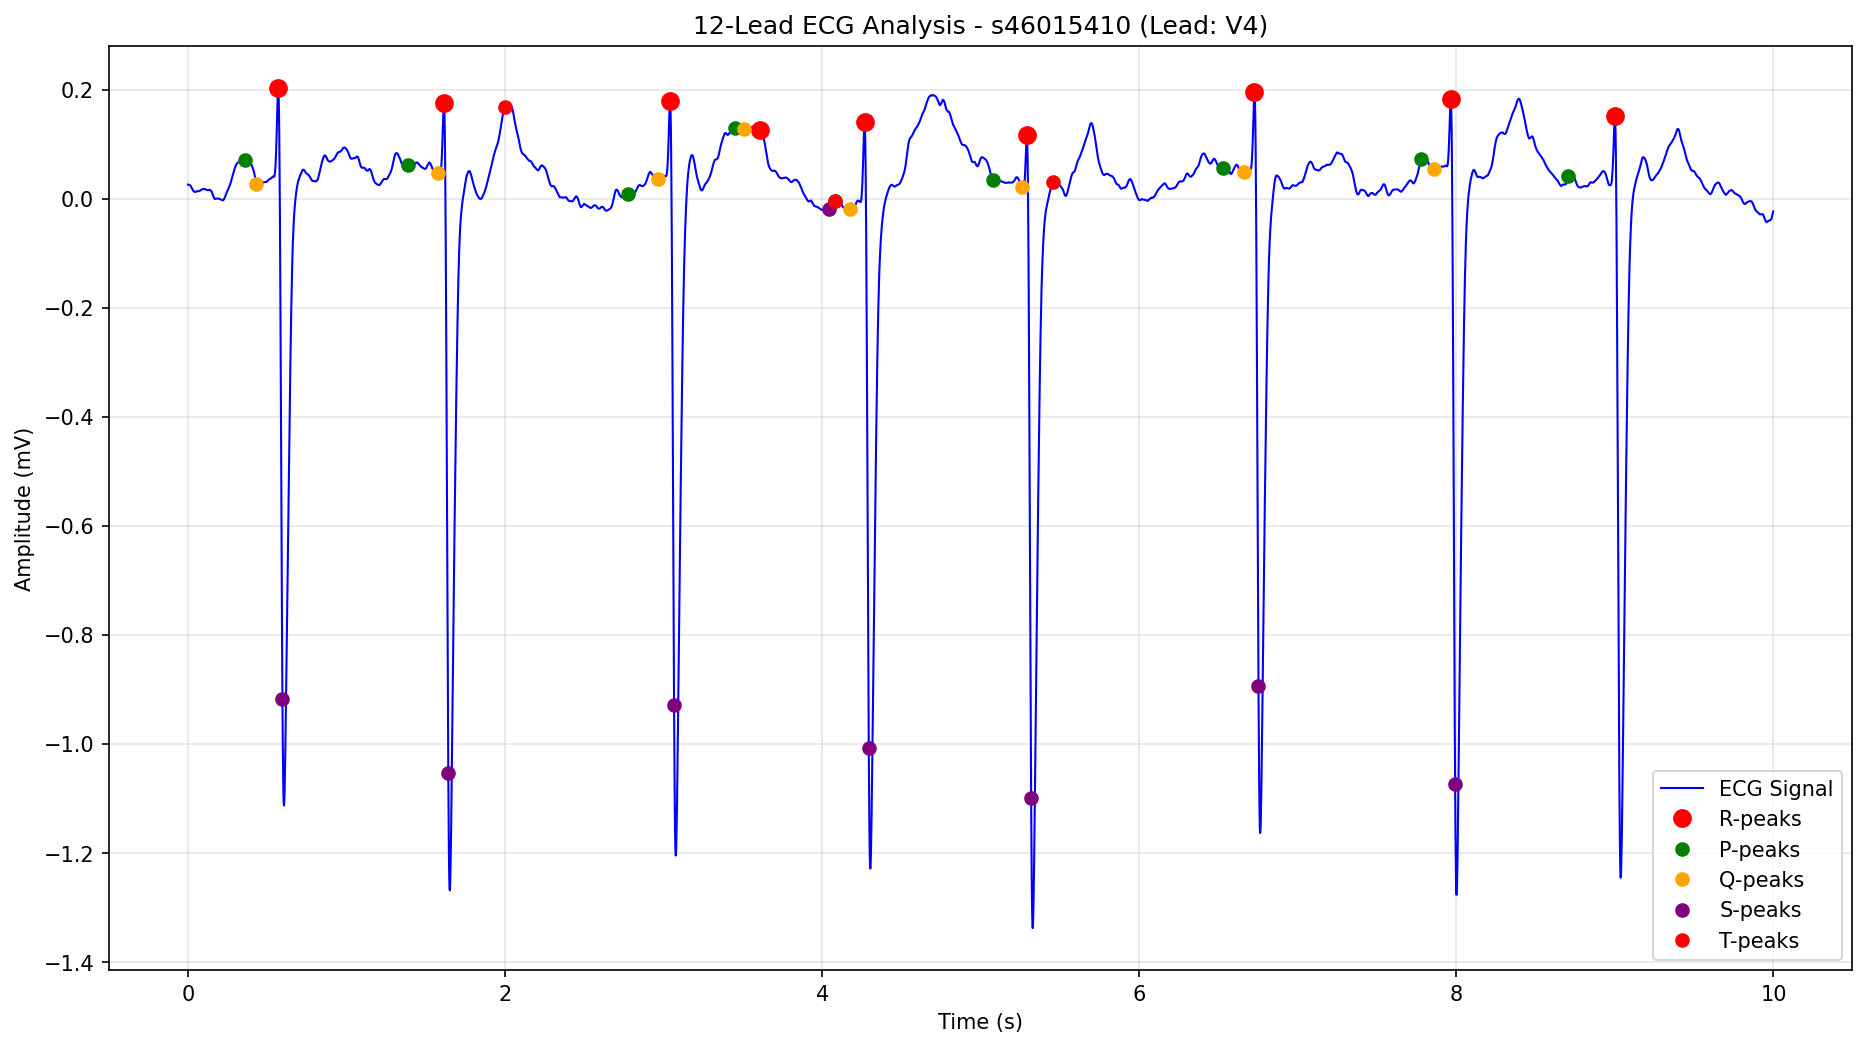 12-Lead ECG Analysis - s46015410 (Lead: V4)
Amplitude (mV)
0.2
0.0
−0.2
−0.4
−0.6
−0.8
−1.0
−1.2
−1.4
ECG Signal
R-peaks
P-peaks
Q-peaks
S-peaks
T-peaks
0 2 4 6 8 10
Time (s)